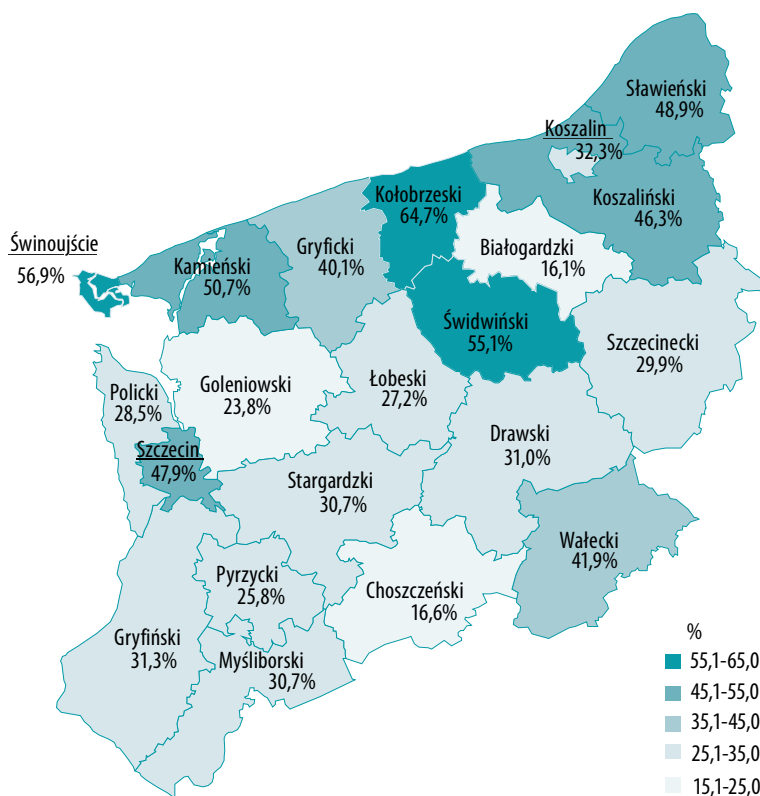 Sławieński
48,9%
Koszalin
32,3%
Kołobrzeski
64,7%
Koszaliński
46,3%
Świnoujście
56,9%
Kamieński
50,7%
Gryficki
40,1%
Białogardzki
16,1%
Świdwiński
55,1%
Szczecinecki
29,9%
Policki
28,5%
Goleniowski
23,8%
Łobeski
27,2%
Drawski
31,0%
Szczecin
47,9%
Stargardzki
30,7%
Wałecki
41,9%
Pyrzycki
25,8%
Choszczeński
16,6%
Gryfiński
31,3%
Myśliborski
30,7%
%
55,1-65,0
45,1-55,0
35,1-45,0
25,1-35,0
15,1-25,0